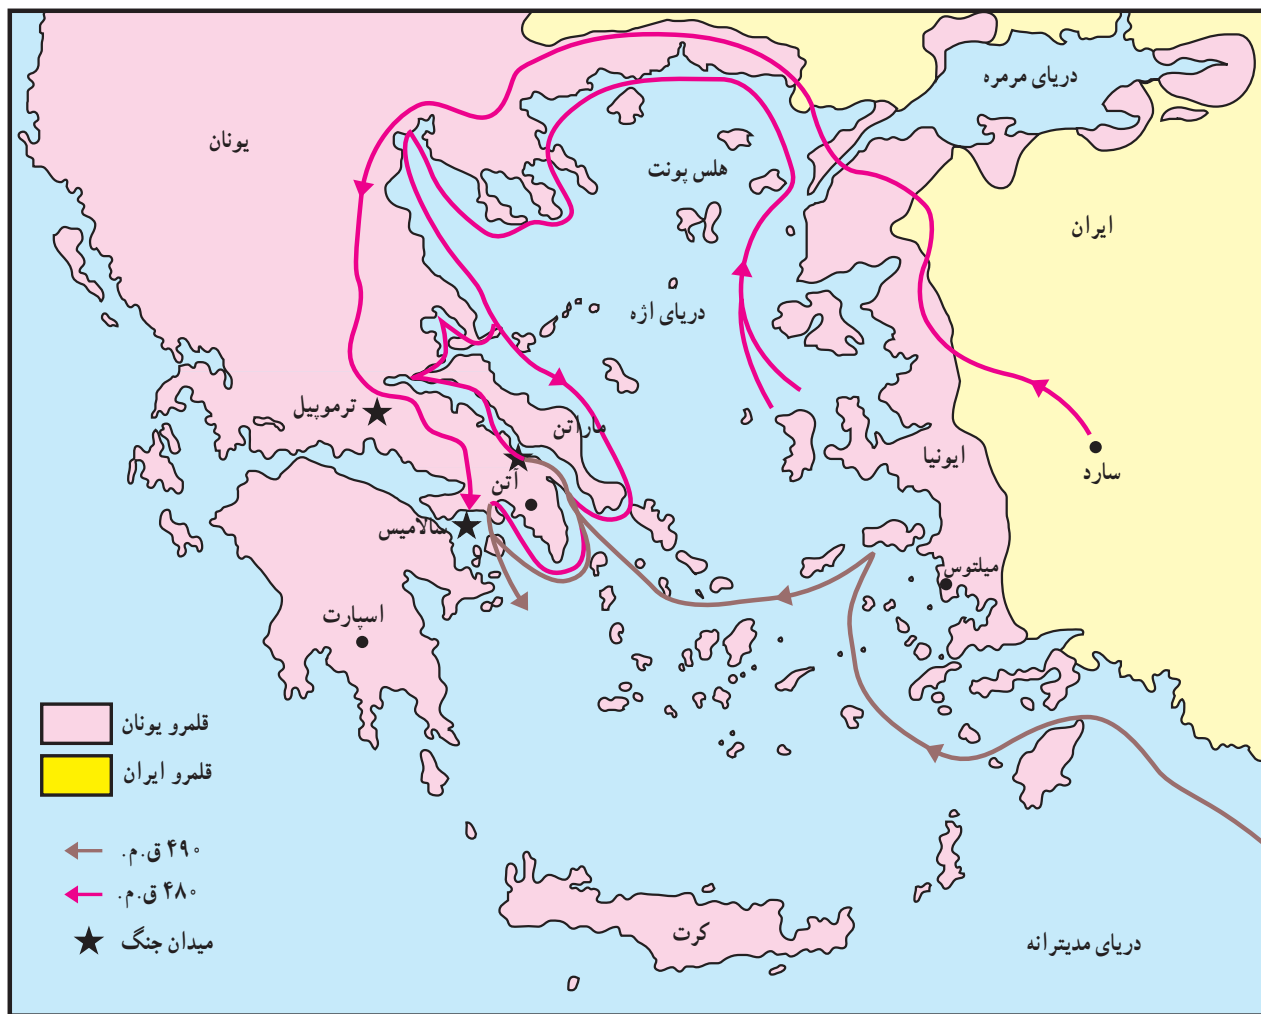 دریای مرمره
یونان
هلس پونت
ایران
دریای اژه
ترموپیل
ماراتن
ایونیا
سارد
آتن
سالامیس
میلتوس
اسپارت
قلمرو یونان
قلمرو ایران
۴۹۰ ق.م.
۴۸۰ ق.م.
میدان جنگ
کرت
دریای مدیترانه